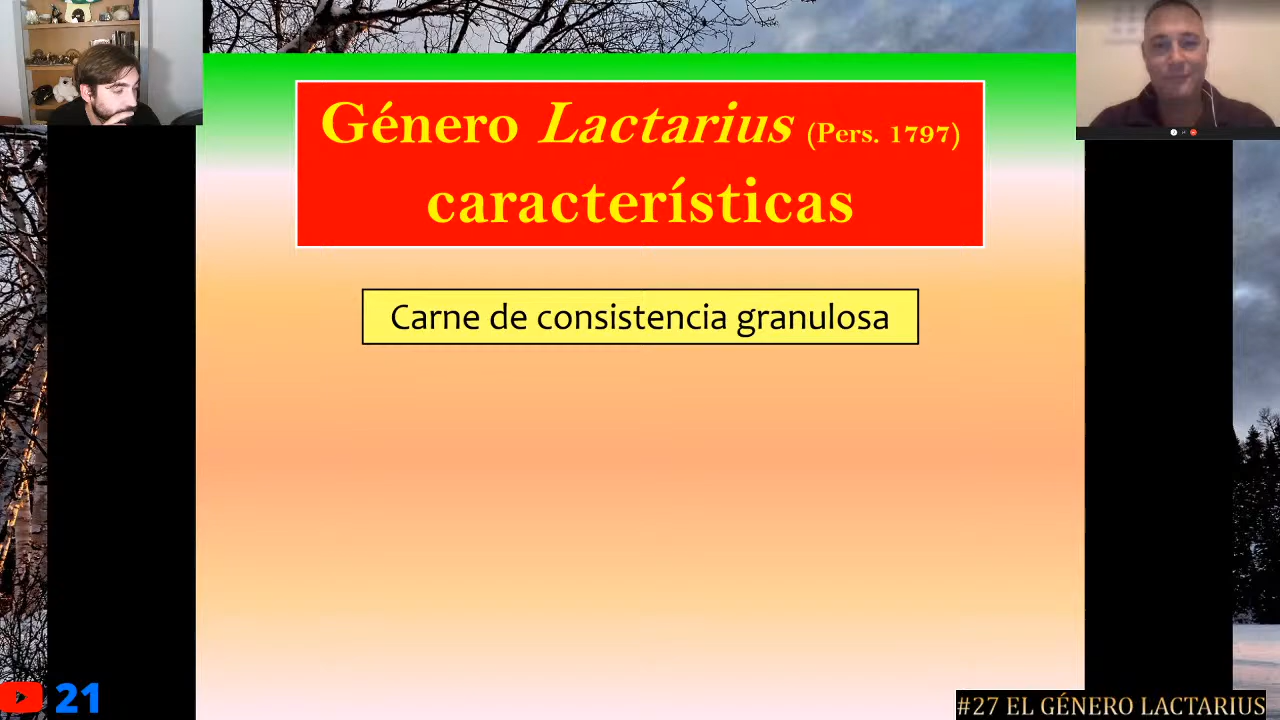 Género Lactarius (Pers. 1797)
características
Carne de consistencia granulosa
21
#27 EL GÉNERO LACTARIUS